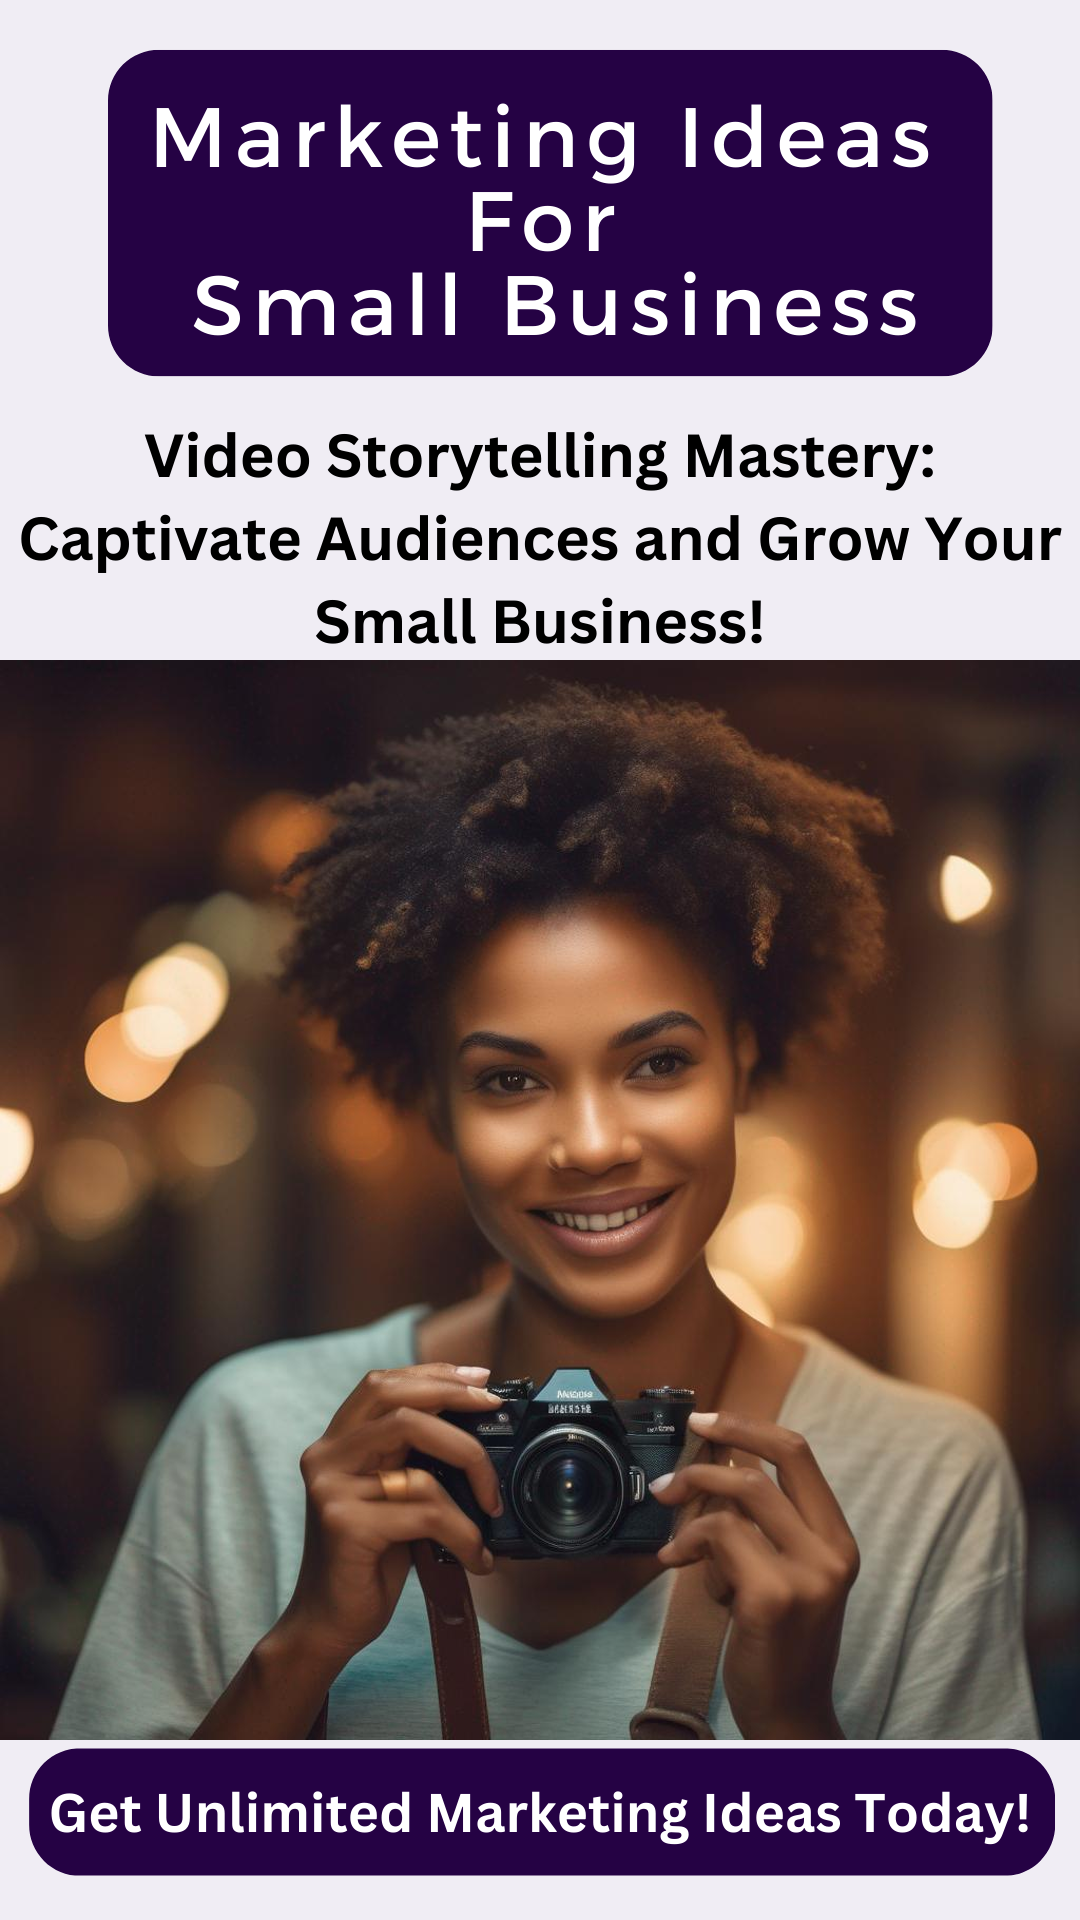 Marketing Ideas
For
Small Business
Video Storytelling Mastery:
Captivate Audiences and Grow Your
Small Business!
Get Unlimited Marketing Ideas Today!